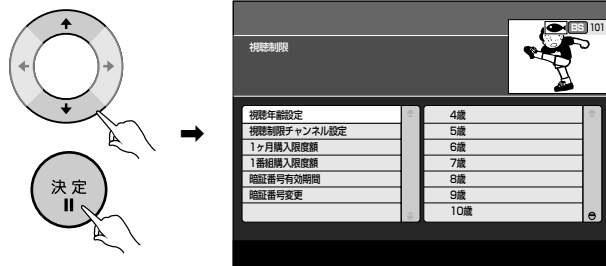 決定
BS 101
視聴制限
視聴年齢設定
視聴制限チャンネル設定
1ヶ月購入限度額
1番組購入限度額
暗証番号有効期間
暗証番号変更
4歳
5歳
6歳
7歳
8歳
9歳
10歳